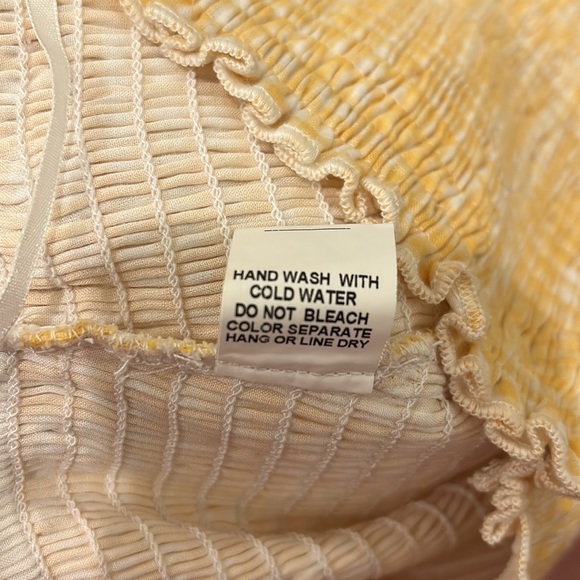 HAND WASH WITH
COLD WATER
DO NOT BLEACH
COLOR SEPARATE
HANG OR LINE DRY